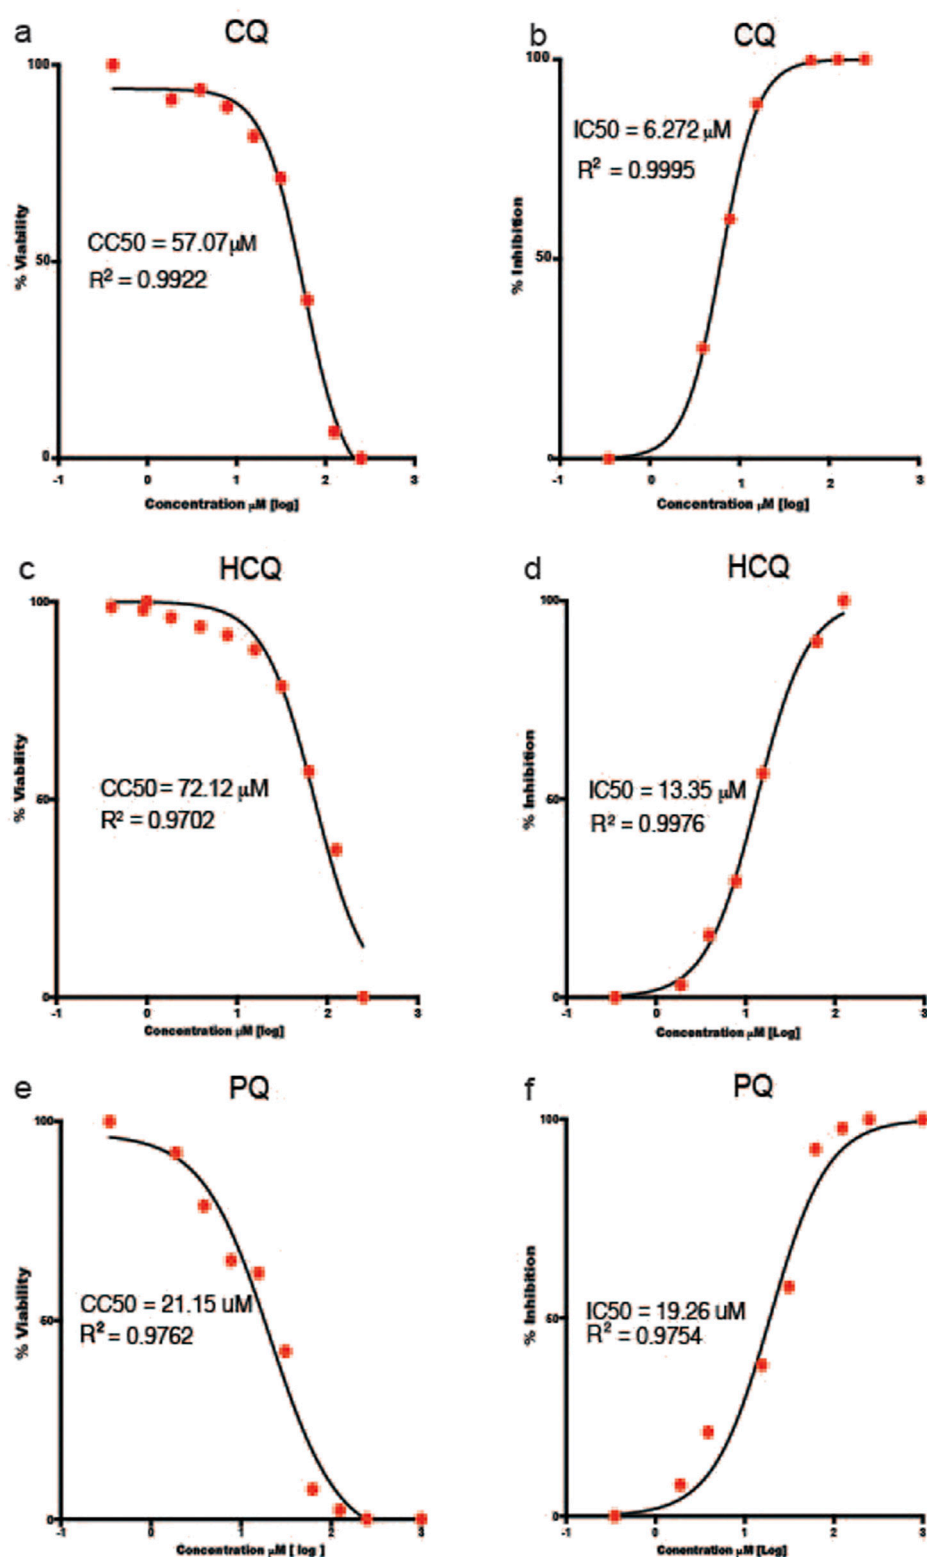 a
CQ
100
50
0
% Viability
CC50 = 57.07μM
R² = 0.9922
-1 0 1 2 3
Concentration μM [log]
b
CQ
100
50
0
% Inhibition
IC50 = 6.272 μM
R² = 0.9995
-1 0 1 2 3
Concentration μM [log]
c
HCQ
100
50
0
% Viability
CC50 = 72.12 μM
R² = 0.9702
-1 0 1 2 3
Concentration μM [log]
d
HCQ
100
50
0
% Inhibition
IC50 = 13.35 μM
R² = 0.9976
-1 0 1 2 3
Concentration μM [Log]
e
PQ
100
50
0
% Viability
CC50 = 21.15 uM
R² = 0.9762
-1 0 1 2 3
Concentration μM [ log ]
f
PQ
100
50
0
% Inhibition
IC50 = 19.26 uM
R² = 0.9754
-1 0 1 2 3
Conentration μM [Log]